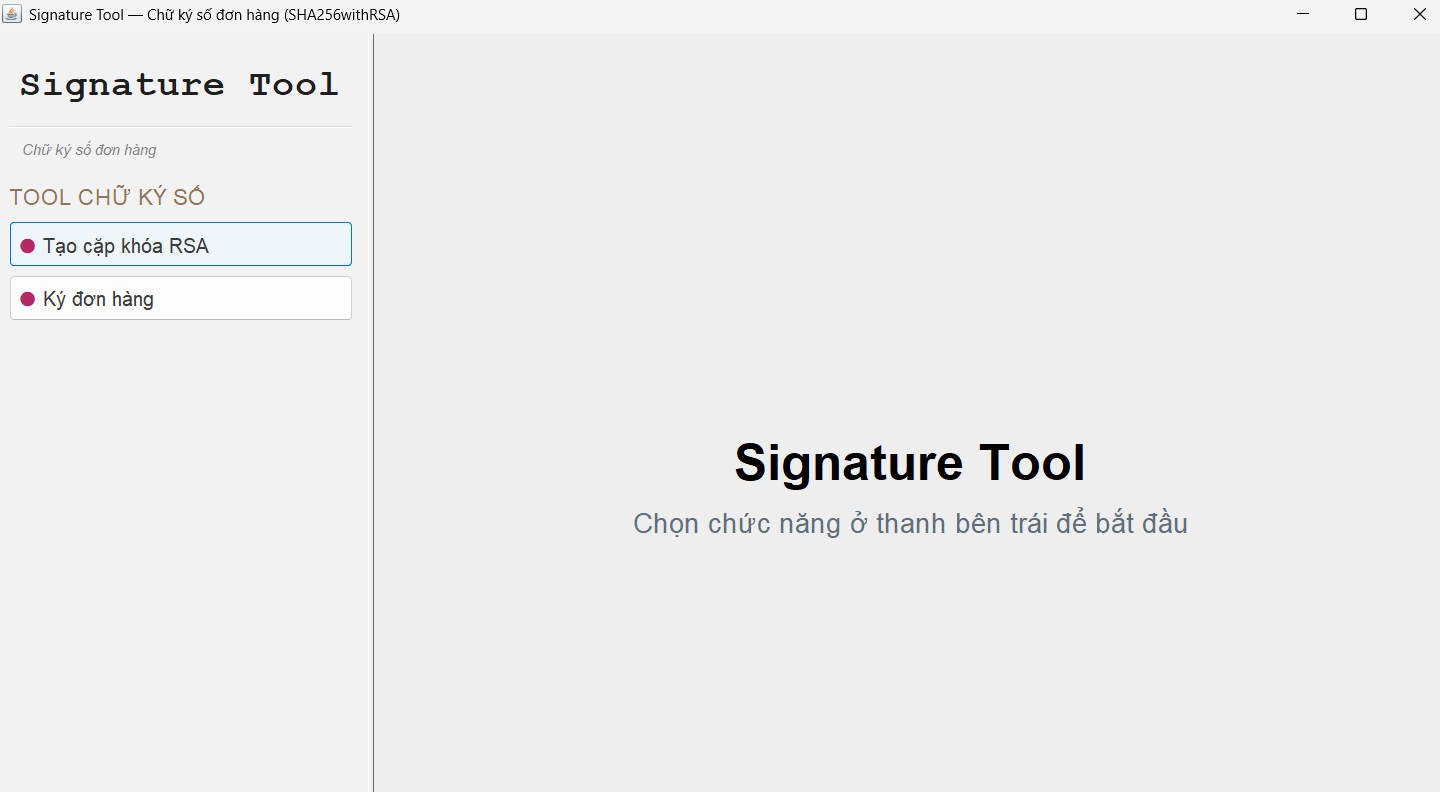 Signature Tool — Chữ ký số đơn hàng (SHA256withRSA)
Signature Tool
Chữ ký số đơn hàng
TOOL CHỮ KÝ SỐ
Tạo cặp khóa RSA
Ký đơn hàng
Signature Tool
Chọn chức năng ở thanh bên trái để bắt đầu